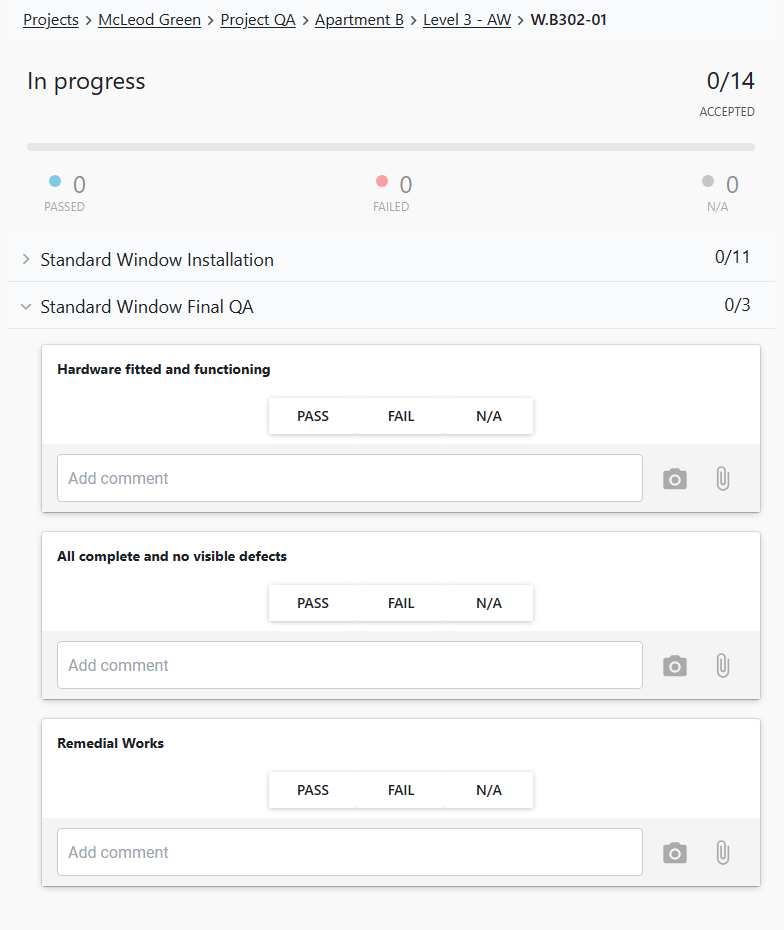 Projects > McLeod Green > Project QA > Apartment B > Level 3 - AW > W.B302-01
In progress 0/14
ACCEPTED
0 0 0
PASSED FAILED N/A
Standard Window Installation 0/11
Standard Window Final QA 0/3
Hardware fitted and functioning
PASS FAIL N/A
Add comment
All complete and no visible defects
PASS FAIL N/A
Add comment
Remedial Works
PASS FAIL N/A
Add comment